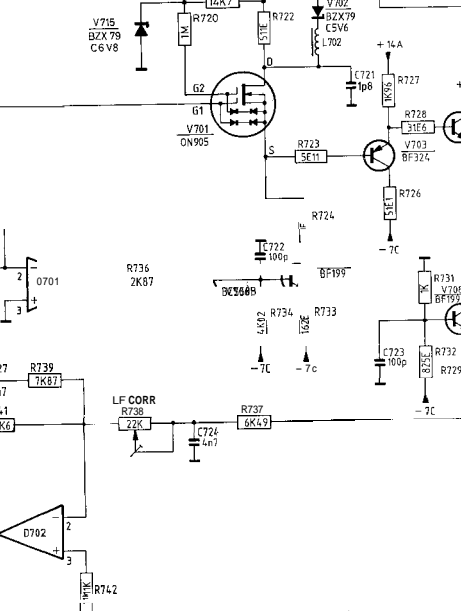 14K7
V715
BZX79
C6V8
R720
1M
R722
511E
V702
BZX79
C5V6
L702
+14A
D
C721
1p8
R727
1K96
G2
G1
V701
ON905
R728
31E6
S
R723
5E11
V703
BF324
R726
51E1
-7C
R724
C722
100p
R736
2K87
BF199
2
0701
+
3
R731
1K
BF199
R734
4K02
R733
162E
-7C
-7C
C723
100p
R732
825E
R729
-7C
27
R739
7K87
41
K6
LF CORR
R738
22K
C724
4n7
R737
6K49
D702
-
2
+
3
R742